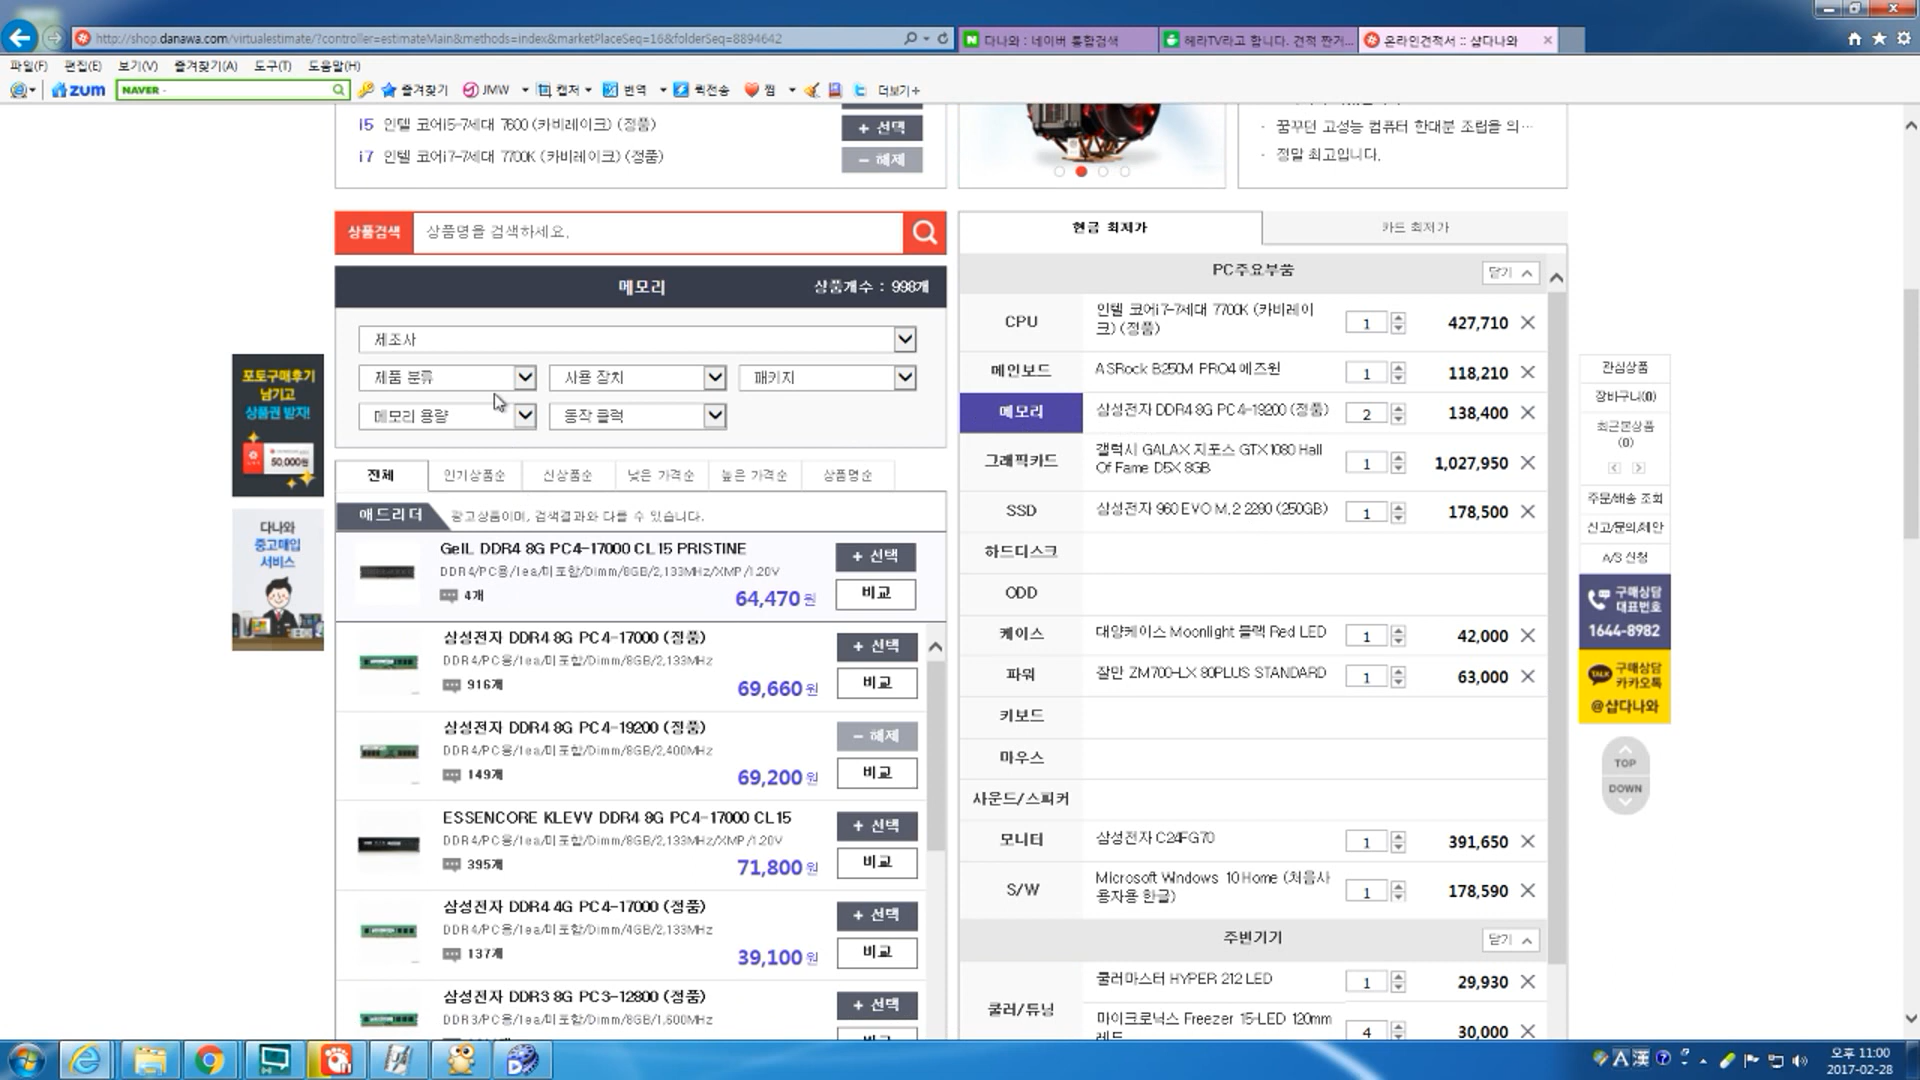 http://shop.danawa.com/virtualestimate/?controller=estimateMain&methods=index&marketPlaceSeq=16&folderSeq=8894642
다나와 : 네이버 통합검색
헤라TV라고 합니다. 견적 짠거...
온라인견적서 :: 샵다나와
파일(F) 편집(E) 보기(V) 즐겨찾기(A) 도구(T) 도움말(H)
zum NAVER 즐겨찾기 JMW 캡저 번역 퀵전송 찜 더보기+
i5 인텔 코어i5-7세대 7600 (카비레이크) (정품)
+ 선택
i7 인텔 코어i7-7세대 7700K (카비레이크) (정품)
- 해제
· 꿈꾸던 고성능 컴퓨터 한대분 조립을 의…
· 정말 최고입니다.
상품검색 상품명을 검색하세요.
메모리 상품개수 : 998개
제조사
제품 분류 사용 장치 패키지
메모리 용량 동작 클럭
전체 인기상품순 신상품순 낮은 가격순 높은 가격순 상품명순
애드리더 광고상품이며, 검색결과와 다를 수 있습니다.
GeIL DDR4 8G PC4-17000 CL15 PRISTINE
+ 선택
DDR4/PC용/1ea/미포함/Dimm/8GB/2,133MHz/XMP/1.20V
4개 64,470 원 비교
삼성전자 DDR4 8G PC4-17000 (정품)
+ 선택
DDR4/PC용/1ea/미포함/Dimm/8GB/2,133MHz
916개 69,660 원 비교
삼성전자 DDR4 8G PC4-19200 (정품)
- 해제
DDR4/PC용/1ea/미포함/Dimm/8GB/2,400MHz
149개 69,200 원 비교
ESSENCORE KLEVV DDR4 8G PC4-17000 CL15
+ 선택
DDR4/PC용/1ea/미포함/Dimm/8GB/2,133MHz/XMP/1.20V
395개 71,800 원 비교
삼성전자 DDR4 4G PC4-17000 (정품)
+ 선택
DDR4/PC용/1ea/미포함/Dimm/4GB/2,133MHz
137개 39,100 원 비교
삼성전자 DDR3 8G PC3-12800 (정품)
+ 선택
DDR3/PC용/1ea/미포함/Dimm/8GB/1,600MHz
현금 최저가 카드 최저가
PC주요부품 닫기
CPU 인텔 코어i7-7세대 7700K (카비레이
크) (정품) 1 427,710
메인보드 ASRock B250M PRO4 에즈윈 1 118,210
메모리 삼성전자 DDR4 8G PC4-19200 (정품) 2 138,400
그래픽카드 갤럭시 GALAX 지포스 GTX1080 Hall
Of Fame D5X 8GB 1 1,027,950
SSD 삼성전자 960 EVO M.2 2280 (250GB) 1 178,500
하드디스크
ODD
케이스 대양케이스 Moonlight 블랙 Red LED 1 42,000
파워 잘만 ZM700-LX 80PLUS STANDARD 1 63,000
키보드
마우스
사운드/스피커
모니터 삼성전자 C24FG70 1 391,650
S/W Microsoft Windows 10 Home (처음사
용자용 한글) 1 178,590
주변기기 닫기
쿨러/튜닝
쿨러마스터 HYPER 212 LED 1 29,930
마이크로닉스 Freezer 15-LED 120mm
레드 4 30,000
포토구매후기
남기고
상품권 받자!
50,000원
다나와
중고매입
서비스
관심상품
장바구니(0)
최근본상품
(0)
주문/배송 조회
신고/문의/제안
A/S 신청
구매상담
대표번호
1644-8982
TALK 구매상담
카카오톡
@샵다나와
TOP
DOWN
A 漢
오후 11:00
2017-02-28